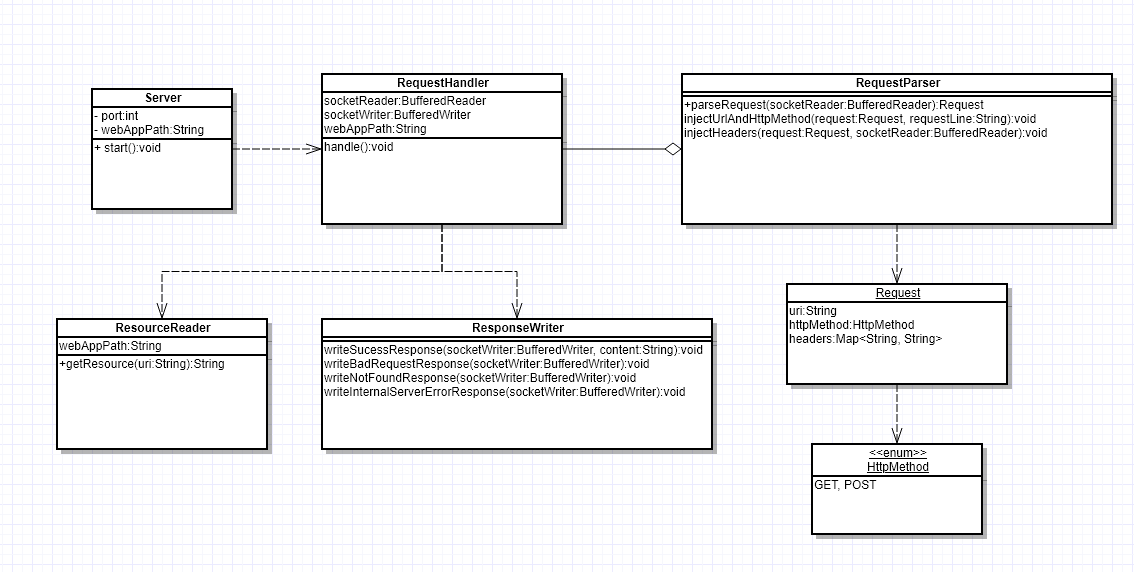 Server
- port:int
- webAppPath:String
+ start():void
RequestHandler
socketReader:BufferedReader
socketWriter:BufferedWriter
webAppPath:String
handle():void
RequestParser
+parseRequest(socketReader:BufferedReader):Request
injectUrlAndHttpMethod(request:Request, requestLine:String):void
injectHeaders(request:Request, socketReader:BufferedReader):void
ResourceReader
webAppPath:String
+getResource(uri:String):String
ResponseWriter
writeSucessResponse(socketWriter:BufferedWriter, content:String):void
writeBadRequestResponse(socketWriter:BufferedWriter):void
writeNotFoundResponse(socketWriter:BufferedWriter):void
writeInternalServerErrorResponse(socketWriter:BufferedWriter):void
Request
uri:String
httpMethod:HttpMethod
headers:Map<String, String>
<<enum>>
HttpMethod
GET, POST